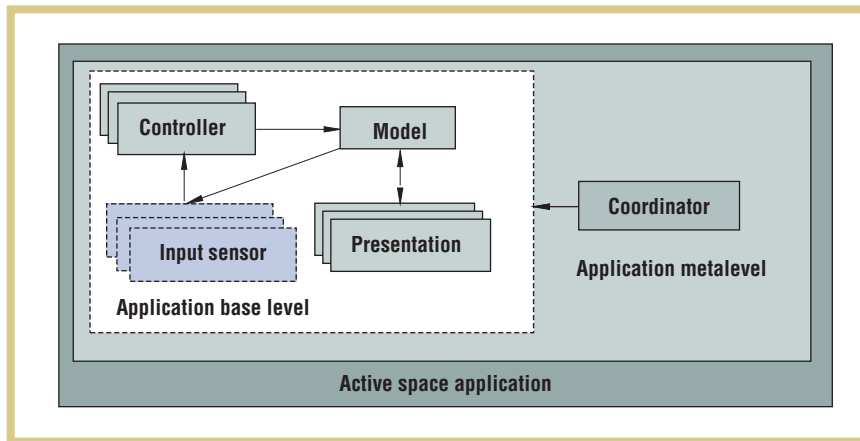 Controller
Model
Coordinator
Input sensor
Presentation
Application metalevel
Application base level
Active space application